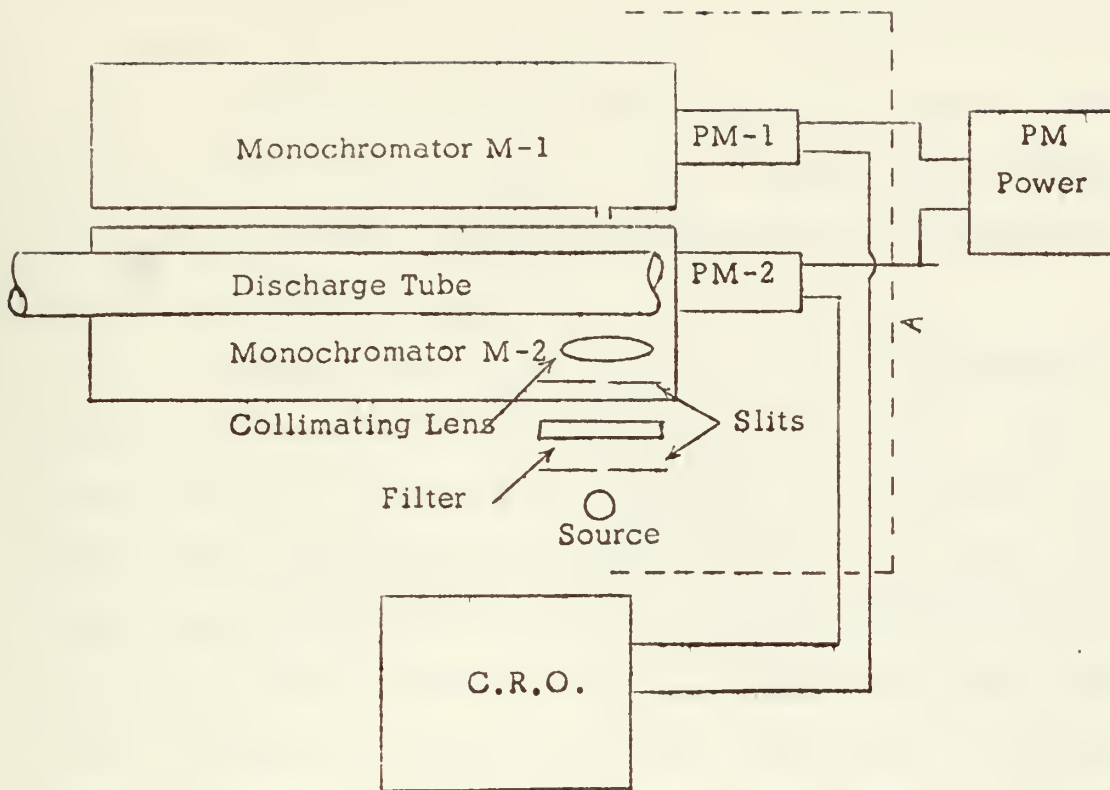 Monochromator M-1
PM-1
PM
Power
Discharge Tube
PM-2
Monochromator M-2
A
Collimating Lens
Slits
Filter
Source
C.R.O.